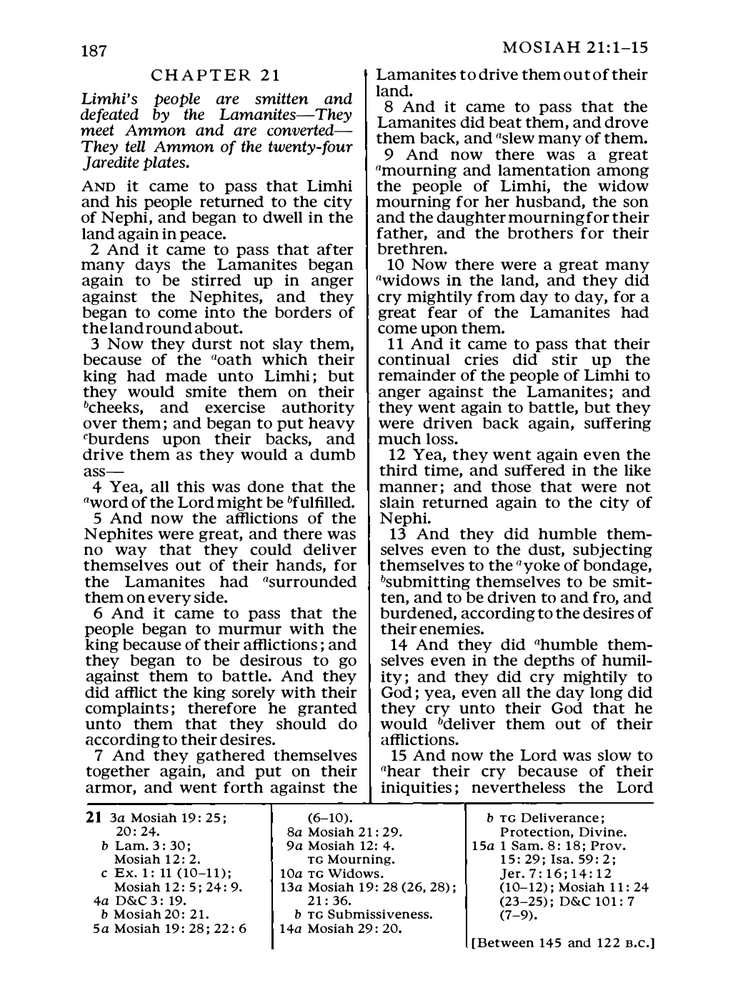 187
MOSIAH 21:1–15
CHAPTER 21
Limhi's people are smitten and
defeated by the Lamanites—They
meet Ammon and are converted—
They tell Ammon of the twenty-four
Jaredite plates.
AND it came to pass that Limhi
and his people returned to the city
of Nephi, and began to dwell in the
land again in peace.
2 And it came to pass that after
many days the Lamanites began
again to be stirred up in anger
against the Nephites, and they
began to come into the borders of
the land round about.
3 Now they durst not slay them,
because of the aoath which their
king had made unto Limhi; but
they would smite them on their
bcheeks, and exercise authority
over them; and began to put heavy
cburdens upon their backs, and
drive them as they would a dumb
ass—
4 Yea, all this was done that the
aword of the Lord might be bfulfilled.
5 And now the afflictions of the
Nephites were great, and there was
no way that they could deliver
themselves out of their hands, for
the Lamanites had asurrounded
them on every side.
6 And it came to pass that the
people began to murmur with the
king because of their afflictions; and
they began to be desirous to go
against them to battle. And they
did afflict the king sorely with their
complaints; therefore he granted
unto them that they should do
according to their desires.
7 And they gathered themselves
together again, and put on their
armor, and went forth against the
Lamanites to drive them out of their
land.
8 And it came to pass that the
Lamanites did beat them, and drove
them back, and aslew many of them.
9 And now there was a great
amourning and lamentation among
the people of Limhi, the widow
mourning for her husband, the son
and the daughter mourning for their
father, and the brothers for their
brethren.
10 Now there were a great many
awidows in the land, and they did
cry mightily from day to day, for a
great fear of the Lamanites had
come upon them.
11 And it came to pass that their
continual cries did stir up the
remainder of the people of Limhi to
anger against the Lamanites; and
they went again to battle, but they
were driven back again, suffering
much loss.
12 Yea, they went again even the
third time, and suffered in the like
manner; and those that were not
slain returned again to the city of
Nephi.
13 And they did humble them-
selves even to the dust, subjecting
themselves to the ayoke of bondage,
bsubmitting themselves to be smit-
ten, and to be driven to and fro, and
burdened, according to the desires of
their enemies.
14 And they did ahumble them-
selves even in the depths of humil-
ity; and they did cry mightily to
God; yea, even all the day long did
they cry unto their God that he
would bdeliver them out of their
afflictions.
15 And now the Lord was slow to
ahear their cry because of their
iniquities; nevertheless the Lord
21 3a Mosiah 19:25;
20:24.
b Lam. 3:30;
Mosiah 12:2.
c Ex. 1:11 (10–11);
Mosiah 12:5; 24:9.
4a D&C 3:19.
b Mosiah 20:21.
5a Mosiah 19:28; 22:6
(6–10).
8a Mosiah 21:29.
9a Mosiah 12:4.
TG Mourning.
10a TG Widows.
13a Mosiah 19:28 (26, 28);
21:36.
b TG Submissiveness.
14a Mosiah 29:20.
b TG Deliverance;
Protection, Divine.
15a 1 Sam. 8:18; Prov.
15:29; Isa. 59:2;
Jer. 7:16; 14:12
(10–12); Mosiah 11:24
(23–25); D&C 101:7
(7–9).
[Between 145 and 122 B.C.]